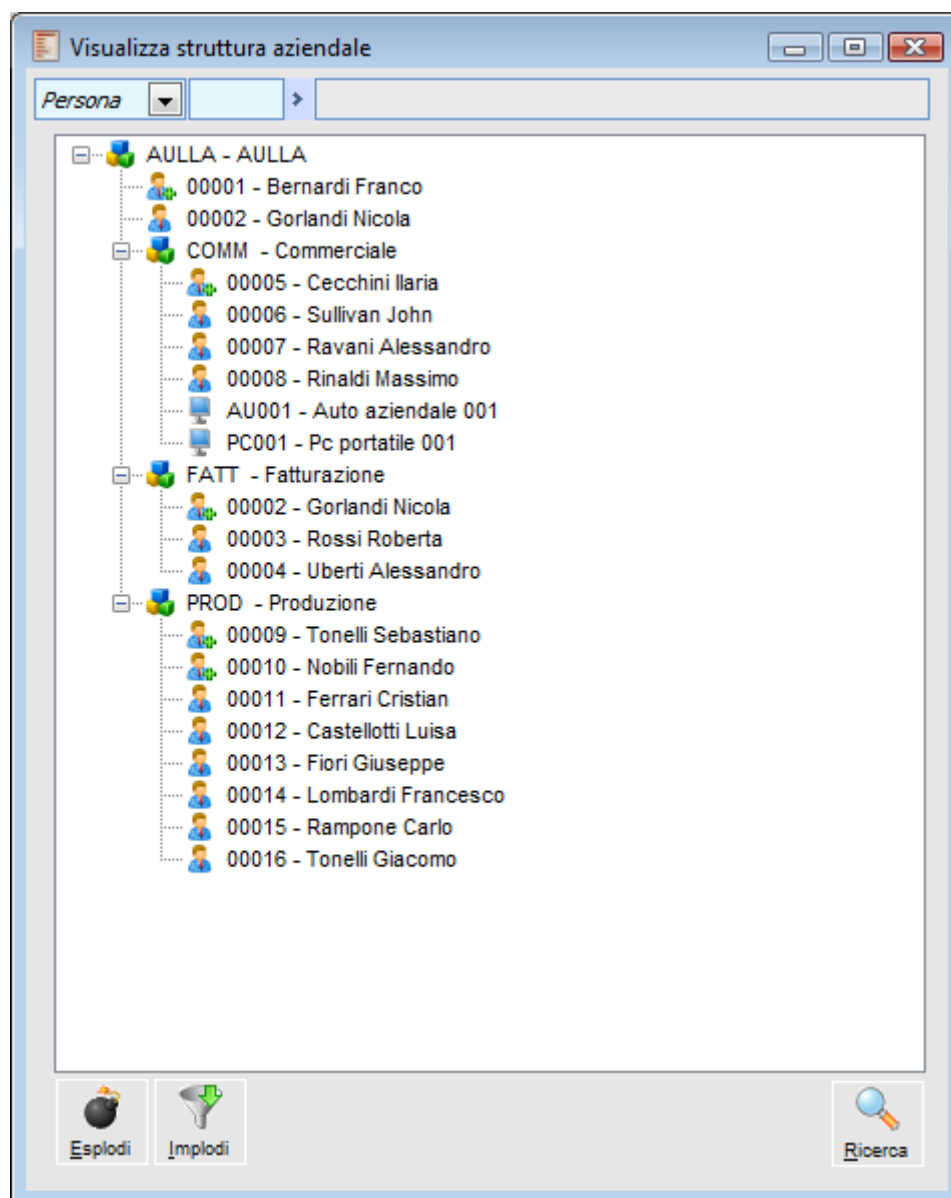 Visualizza struttura aziendale
Persona
AULLA - AULLA
00001 - Bernardi Franco
00002 - Gorlandi Nicola
COMM - Commerciale
00005 - Cecchini Ilaria
00006 - Sullivan John
00007 - Ravani Alessandro
00008 - Rinaldi Massimo
AU001 - Auto aziendale 001
PC001 - Pc portatile 001
FATT - Fatturazione
00002 - Gorlandi Nicola
00003 - Rossi Roberta
00004 - Uberti Alessandro
PROD - Produzione
00009 - Tonelli Sebastiano
00010 - Nobili Fernando
00011 - Ferrari Cristian
00012 - Castellotti Luisa
00013 - Fiori Giuseppe
00014 - Lombardi Francesco
00015 - Rampone Carlo
00016 - Tonelli Giacomo
Esplodi Implodi Ricerca